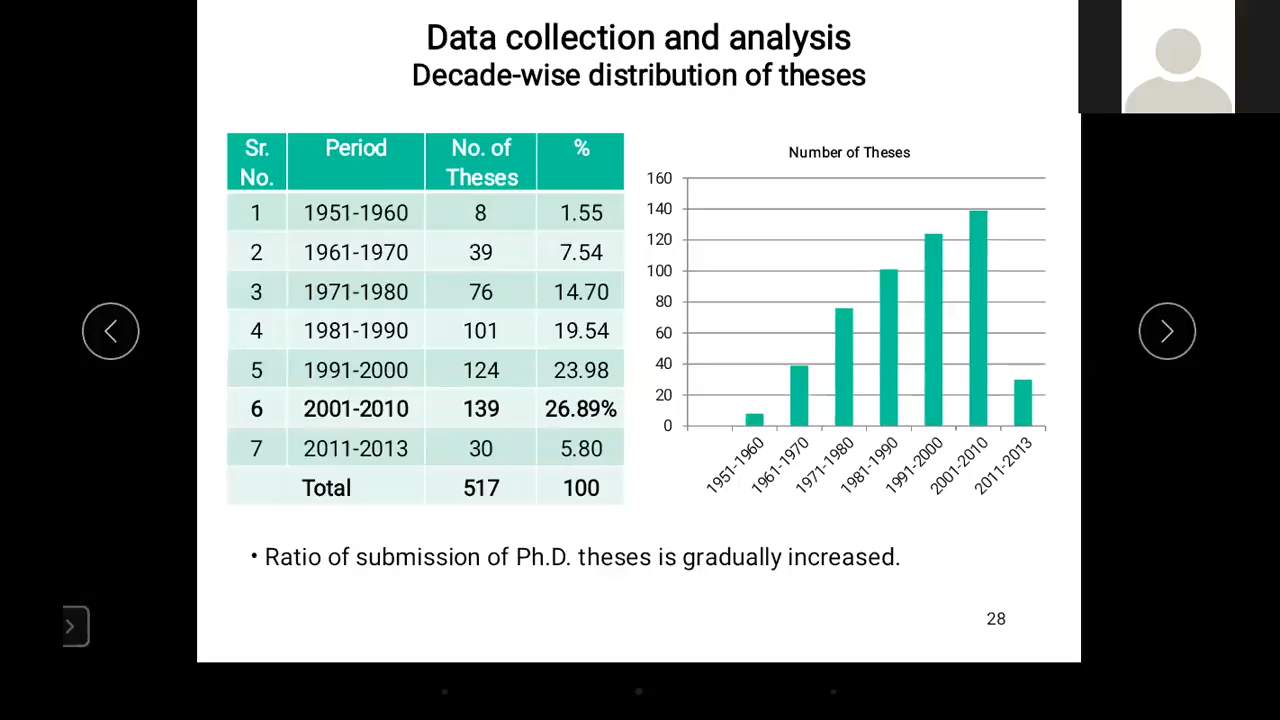 Data collection and analysis
Decade-wise distribution of theses
Sr. No. Period No. of Theses %
1 1951-1960 8 1.55
2 1961-1970 39 7.54
3 1971-1980 76 14.70
4 1981-1990 101 19.54
5 1991-2000 124 23.98
6 2001-2010 139 26.89%
7 2011-2013 30 5.80
Total 517 100
Number of Theses
160
140
120
100
80
60
40
20
0
1951-1960 1961-1970 1971-1980 1981-1990 1991-2000 2001-2010 2011-2013
• Ratio of submission of Ph.D. theses is gradually increased.
28